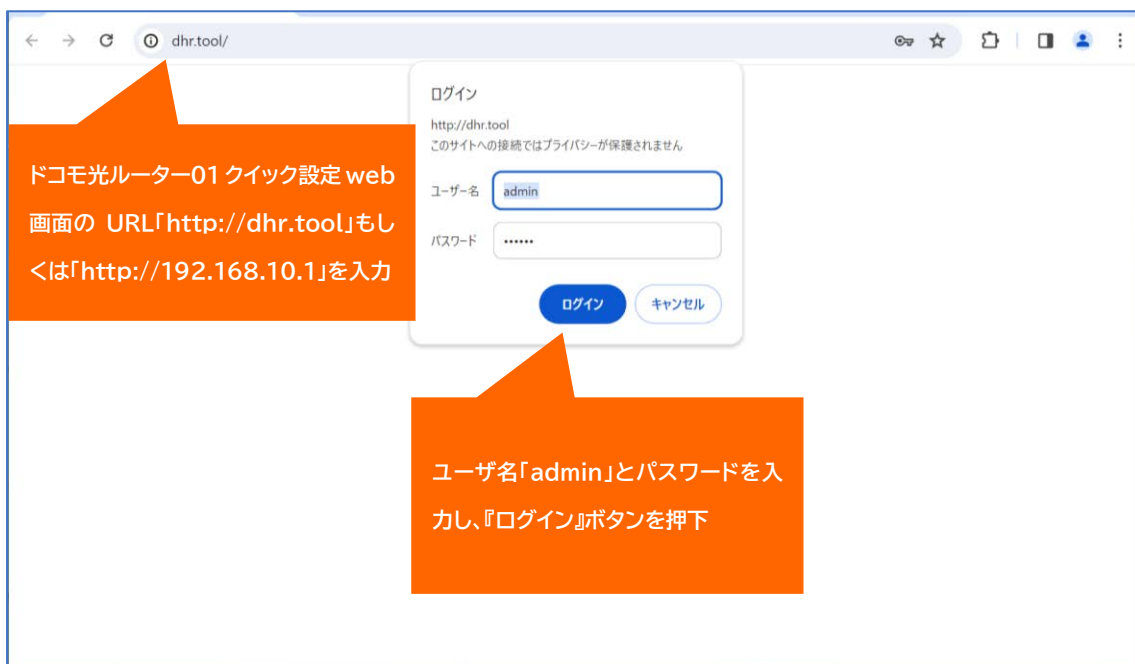 dhr.tool/
ログイン
http://dhr.tool
このサイトへの接続ではプライバシーが保護されません
ユーザー名 admin
パスワード ••••••
ログイン キャンセル
ドコモ光ルーター01 クイック設定 web
画面の URL｢http://dhr.tool｣もし
くは｢http://192.168.10.1｣を入力
ユーザ名｢admin｣とパスワードを入
力し､『ログイン』ボタンを押下